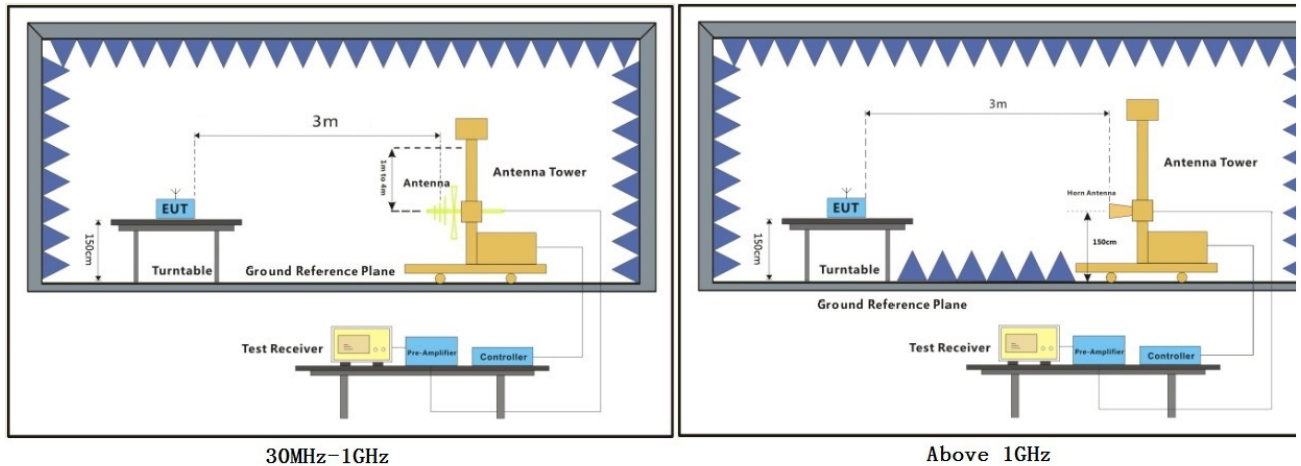 3m
1m to 4m
Antenna
Antenna Tower
EUT
150cm
Turntable
Ground Reference Plane
Test Receiver
Pre-Amplifier
Controller
30MHz-1GHz
3m
Antenna Tower
Horn Antenna
EUT
150cm
150cm
Turntable
Ground Reference Plane
Test Receiver
Pre-Amplifier
Controller
Above 1GHz